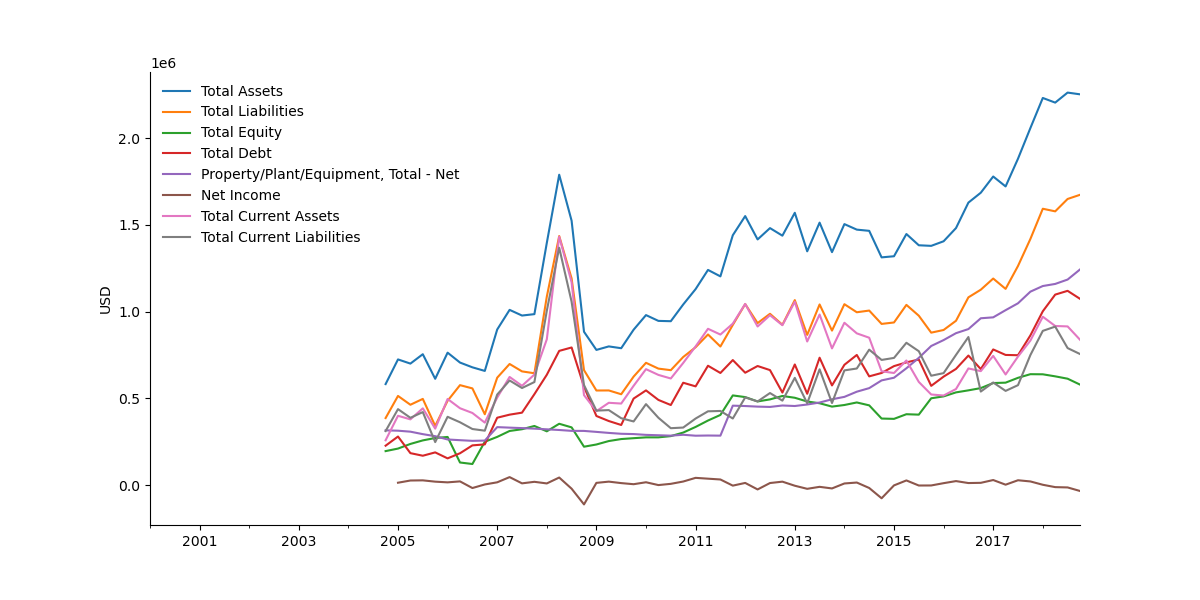 1e6
Total Assets
Total Liabilities
Total Equity
Total Debt
Property/Plant/Equipment, Total - Net
Net Income
Total Current Assets
Total Current Liabilities
USD
2.0
1.5
1.0
0.5
0.0
2001 2003 2005 2007 2009 2011 2013 2015 2017